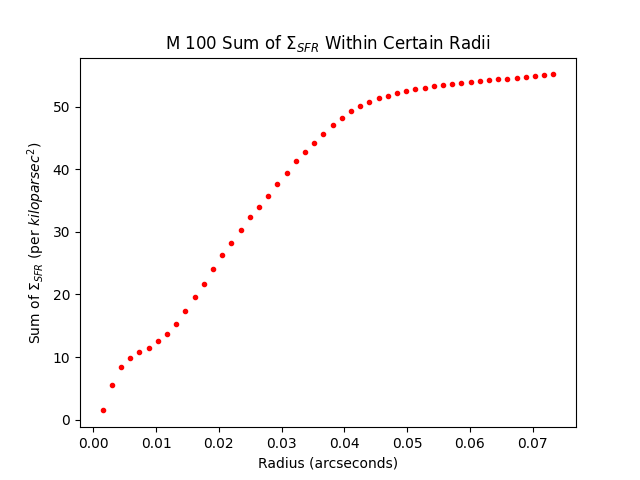 M 100 Sum of Σ_SFR Within Certain Radii
Sum of Σ_SFR (per kiloparsec²)
50
40
30
20
10
0
0.00 0.01 0.02 0.03 0.04 0.05 0.06 0.07
Radius (arcseconds)